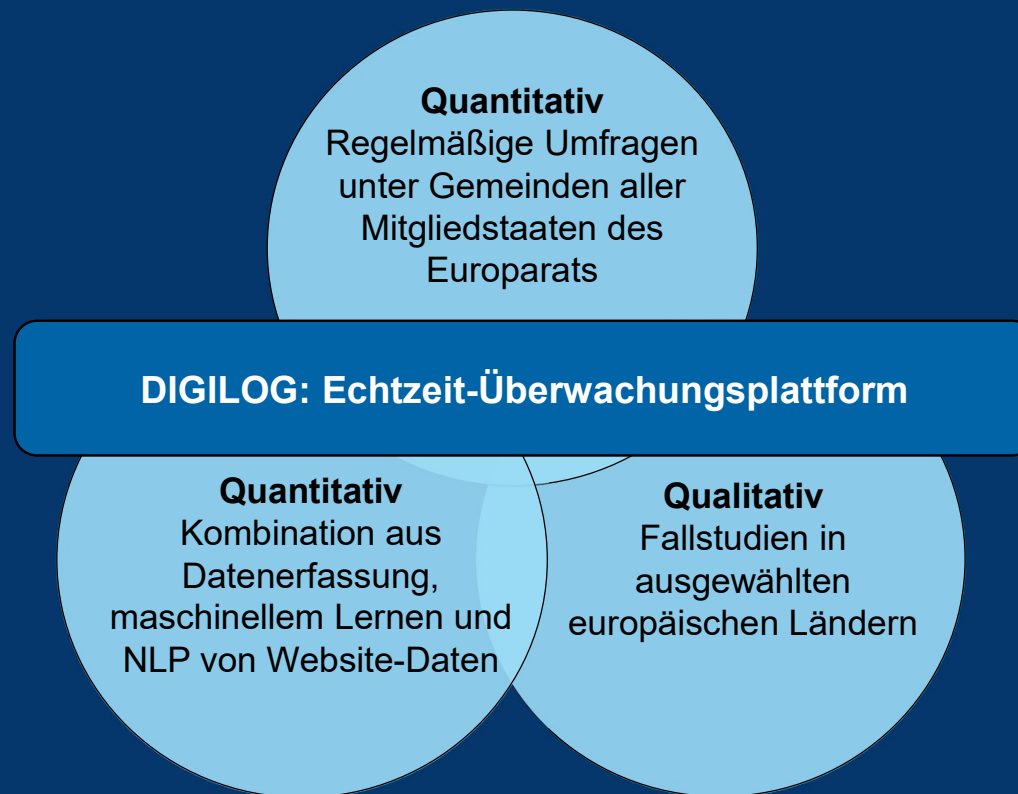 Quantitativ
Regelmäßige Umfragen
unter Gemeinden aller
Mitgliedstaaten des
Europarats
DIGILOG: Echtzeit-Überwachungsplattform
Quantitativ
Kombination aus
Datenerfassung,
maschinellem Lernen und
NLP von Website-Daten
Qualitativ
Fallstudien in
ausgewählten
europäischen Ländern